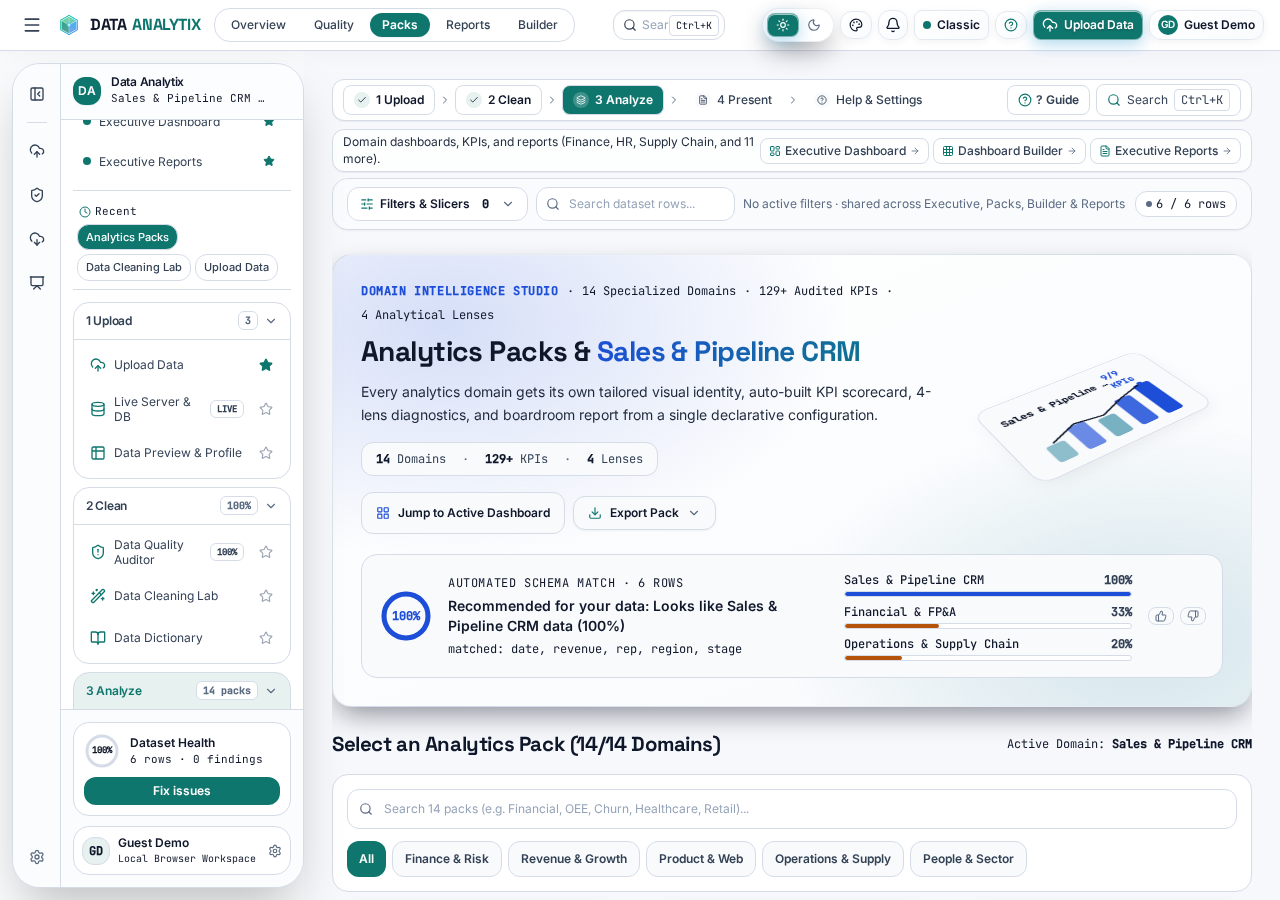 DATA ANALYTIX
Overview
Quality
Packs
Reports
Builder
Sear
Ctrl+K
Classic
Upload Data
GD
Guest Demo
DA
Data Analytix
Sales & Pipeline CRM …
Executive Dashboard
Executive Reports
Recent
Analytics Packs
Data Cleaning Lab
Upload Data
1 Upload
3
Upload Data
Live Server &
DB
LIVE
Data Preview & Profile
2 Clean
100%
Data Quality
Auditor
100%
Data Cleaning Lab
Data Dictionary
3 Analyze
14 packs
100%
Dataset Health
6 rows · 0 findings
Fix issues
GD
Guest Demo
Local Browser Workspace
1 Upload
2 Clean
3 Analyze
4 Present
Help & Settings
? Guide
Search
Ctrl+K
Domain dashboards, KPIs, and reports (Finance, HR, Supply Chain, and 11
more).
Executive Dashboard →
Dashboard Builder →
Executive Reports →
Filters & Slicers 0
Search dataset rows...
No active filters · shared across Executive, Packs, Builder & Reports
6 / 6 rows
DOMAIN INTELLIGENCE STUDIO · 14 Specialized Domains · 129+ Audited KPIs ·
4 Analytical Lenses
Analytics Packs & Sales & Pipeline CRM
Every analytics domain gets its own tailored visual identity, auto-built KPI scorecard, 4-
lens diagnostics, and boardroom report from a single declarative configuration.
14 Domains · 129+ KPIs · 4 Lenses
Jump to Active Dashboard
Export Pack
Sales & Pipeline …
9/9
KPIs
100%
AUTOMATED SCHEMA MATCH · 6 ROWS
Recommended for your data: Looks like Sales &
Pipeline CRM data (100%)
matched: date, revenue, rep, region, stage
Sales & Pipeline CRM 100%
Financial & FP&A 33%
Operations & Supply Chain 20%
Select an Analytics Pack (14/14 Domains)
Active Domain: Sales & Pipeline CRM
Search 14 packs (e.g. Financial, OEE, Churn, Healthcare, Retail)...
All
Finance & Risk
Revenue & Growth
Product & Web
Operations & Supply
People & Sector